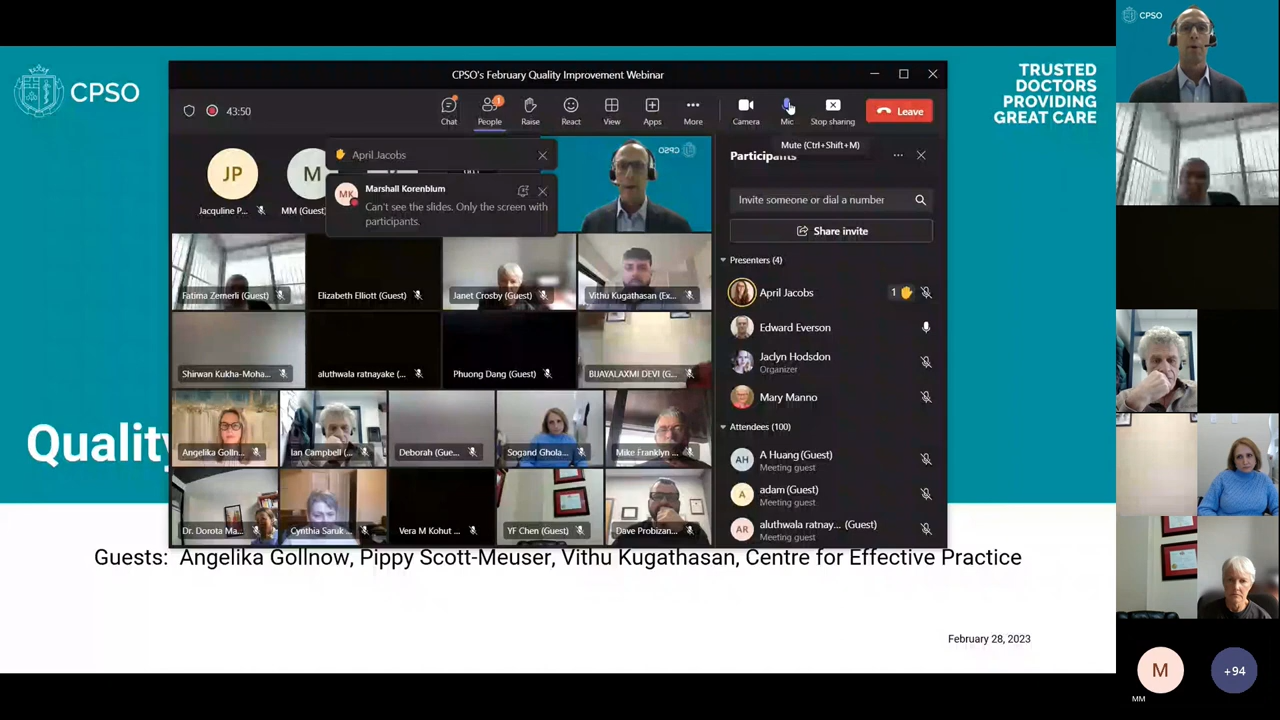 CPSO
TRUSTED
DOCTORS
PROVIDING
GREAT CARE
CPSO
CPSO's February Quality Improvement Webinar
43:50
Chat
People
1
Raise
React
View
Apps
More
Camera
Mic
Stop sharing
Leave
Mute (Ctrl+Shift+M)
JP
Jacquline P...
M
MM (Guest)
April Jacobs
MK
Marshall Korenblum
Can't see the slides. Only the screen with
participants.
CPSO
Fatima Zemerli (Guest)
Elizabeth Elliott (Guest)
Janet Crosby (Guest)
Vithu Kugathasan (Ex...
Shirwan Kukha-Moha...
aluthwala ratnayake (...
Phuong Dang (Guest)
BIJAYALAXMI DEVI (G...
Angelika Golln...
Ian Campbell (...
Deborah (Gue...
Sogand Ghola...
Mike Franklyn ...
Dr. Dorota Ma...
Cynthia Saruk ...
Vera M Kohut ...
YF Chen (Guest)
Dave Probizan...
Participants
Invite someone or dial a number
Share invite
Presenters (4)
April Jacobs
1
Edward Everson
Jaclyn Hodsdon
Organizer
Mary Manno
Attendees (100)
AH
A Huang (Guest)
Meeting guest
A
adam (Guest)
Meeting guest
AR
aluthwala ratnay... (Guest)
Meeting guest
Quality
Guests: Angelika Gollnow, Pippy Scott-Meuser, Vithu Kugathasan, Centre for Effective Practice
February 28, 2023
M
MM
+94